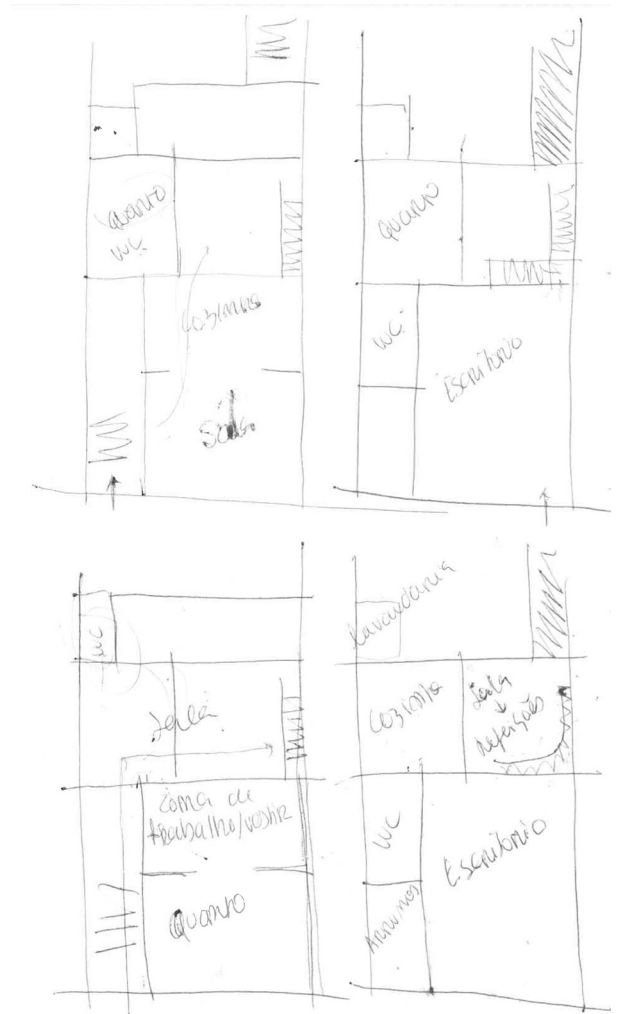 Quarto
WC.
Cozinha
Sala
Quarto
WC.
Escritório
WC
Sala
Zona de
trabalho/vestir
Quarto
Lavandaria
Cozinha
Sala
Refeições
WC
Escritório
Arrumos